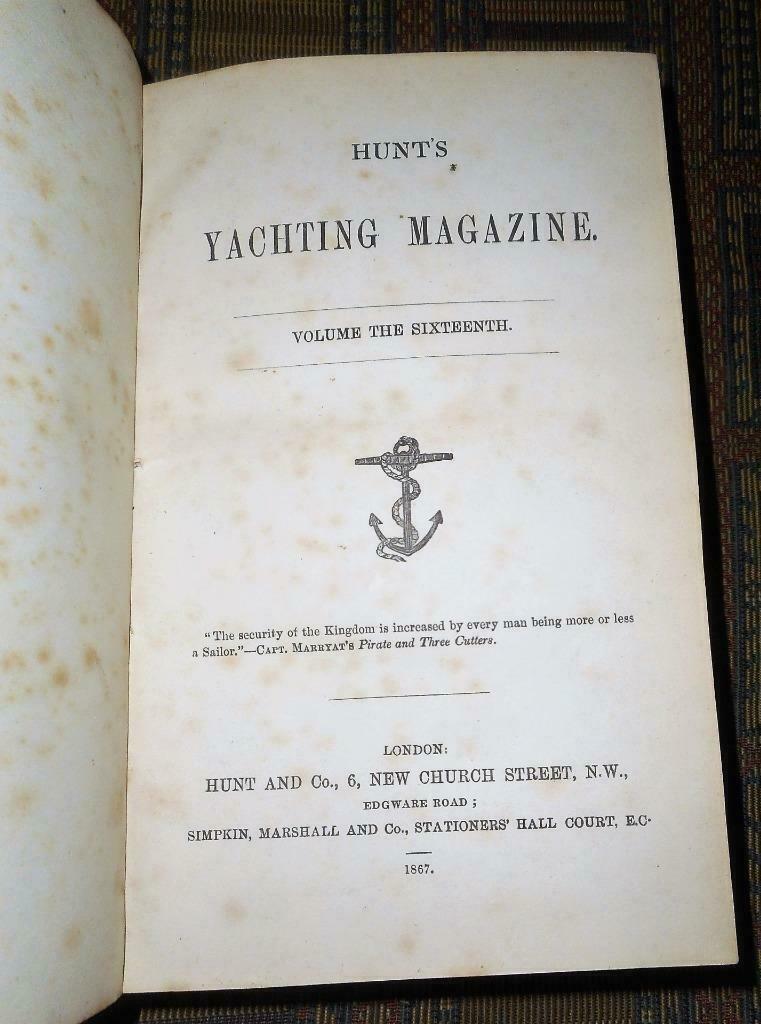 HUNT'S
YACHTING MAGAZINE.
VOLUME THE SIXTEENTH.
"The security of the Kingdom is increased by every man being more or less
a Sailor."—CAPT. MARRYAT'S Pirate and Three Cutters.
LONDON:
HUNT AND Co., 6, NEW CHURCH STREET, N.W.,
EDGWARE ROAD;
SIMPKIN, MARSHALL AND Co., STATIONERS' HALL COURT, E.C.
1867.